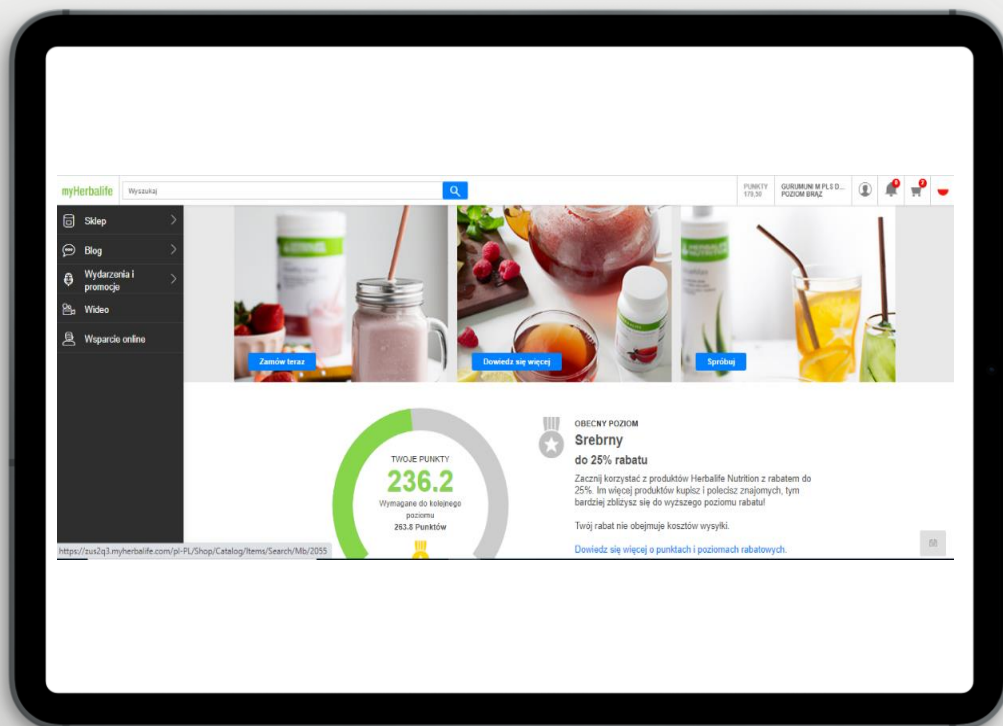 myHerbalife
Wyszukaj
PUNKTY
170,50
GURUMUNI M PLS D...
POZIOM BRĄZ
Sklep
Blog
Wydarzenia i
promocje
Wideo
Wsparcie online
HERBALIFE
NUTRITION
Zamów teraz
Dowiedz się więcej
Spróbuj
TWOJE PUNKTY
236.2
Wymagane do kolejnego
poziomu
263.8 Punktów
OBECNY POZIOM
Srebrny
do 25% rabatu
Zacznij korzystać z produktów Herbalife Nutrition z rabatem do
25%. Im więcej produktów kupisz i polecisz znajomych, tym
bardziej zbliżysz się do wyższego poziomu rabatu!
Twój rabat nie obejmuje kosztów wysyłki.
Dowiedz się więcej o punktach i poziomach rabatowych.
https://zus2q3.myherbalife.com/pl-PL/Shop/Catalog/Items/Search/Mb/2055